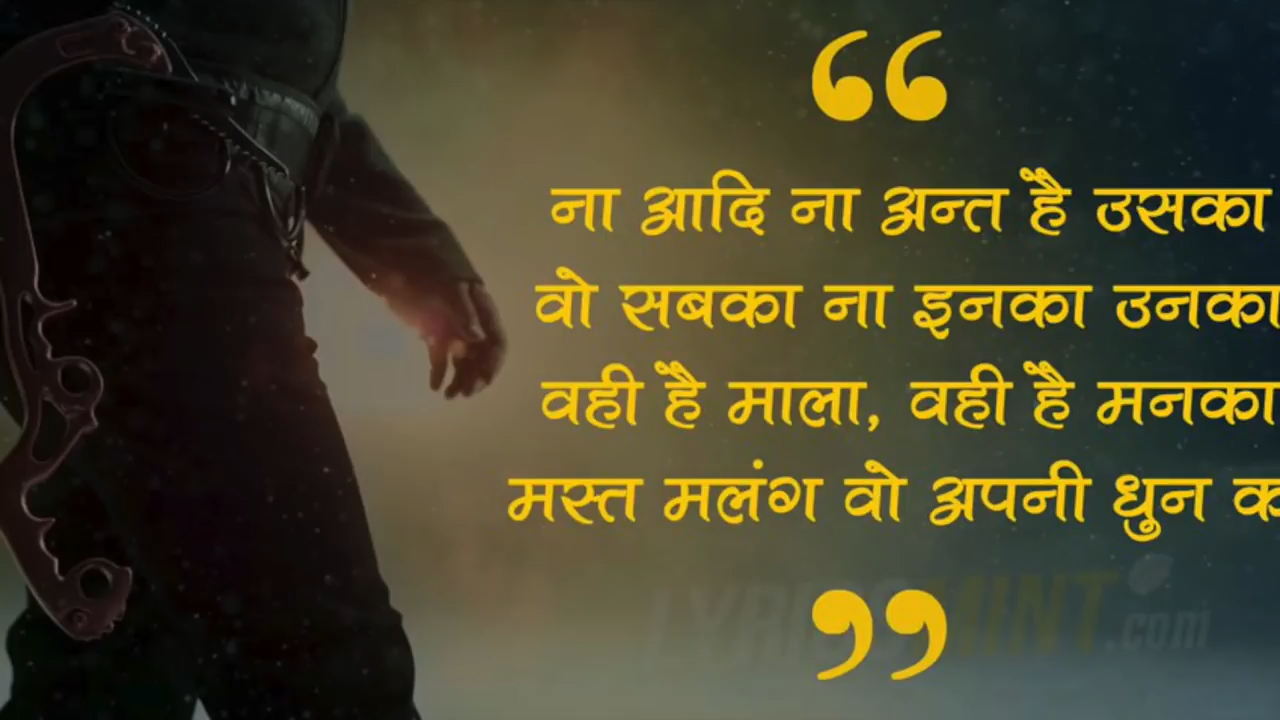 “
ना आदि ना अन्त है उसका
वो सबका ना इनका उनका
वही है माला, वही है मनका
मस्त मलंग वो अपनी धुन
”
LYRICSMINT.com